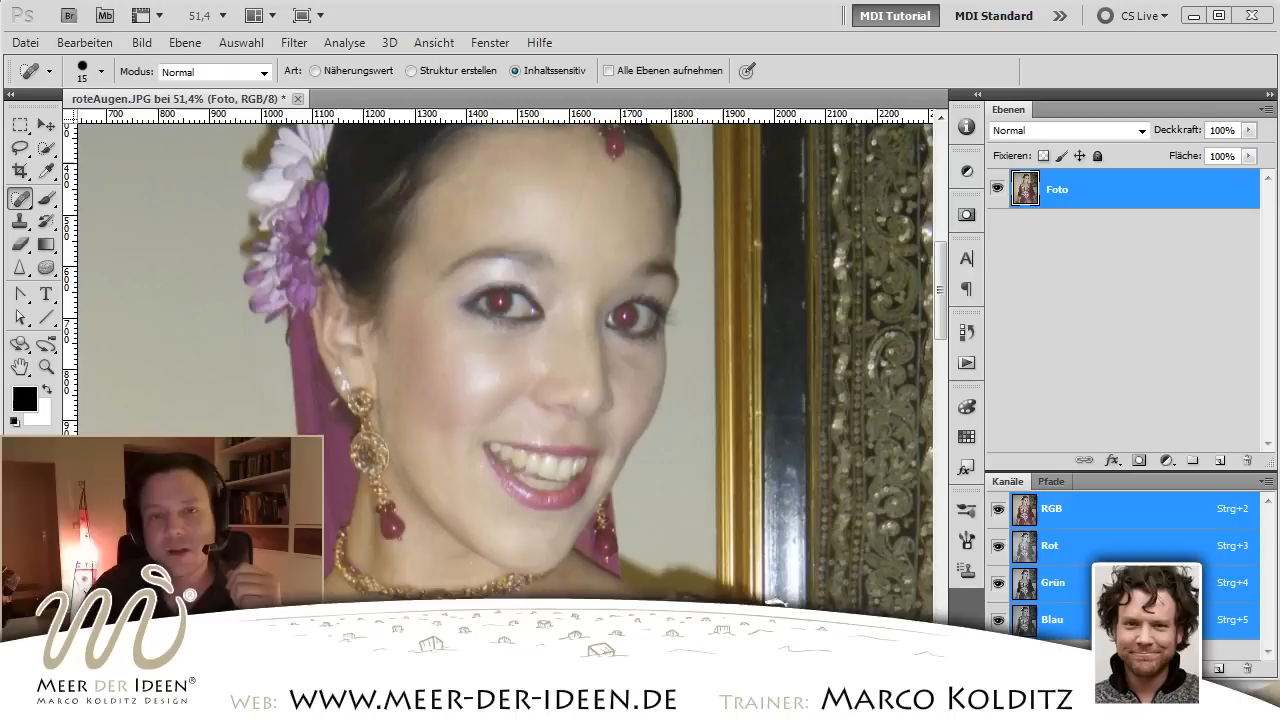 Ps Br Mb 51,4 MDI Tutorial MDI Standard CS Live
Datei Bearbeiten Bild Ebene Auswahl Filter Analyse 3D Ansicht Fenster Hilfe
15 Modus: Normal Art: Näherungswert Struktur erstellen Inhaltssensitiv Alle Ebenen aufnehmen
roteAugen.JPG bei 51,4% (Foto, RGB/8) *
700 800 900 1000 1100 1200 1300 1400 1500 1600 1700 1800 1900 2000 2100 2200
Ebenen
Normal Deckkraft: 100%
Fixieren: Fläche: 100%
Foto
Kanäle Pfade
RGB Strg+2
Rot Strg+3
Grün Strg+4
Blau Strg+5
Meer der Ideen®
Marco Kolditz Design
Web: www.meer-der-ideen.de Trainer: Marco Kolditz